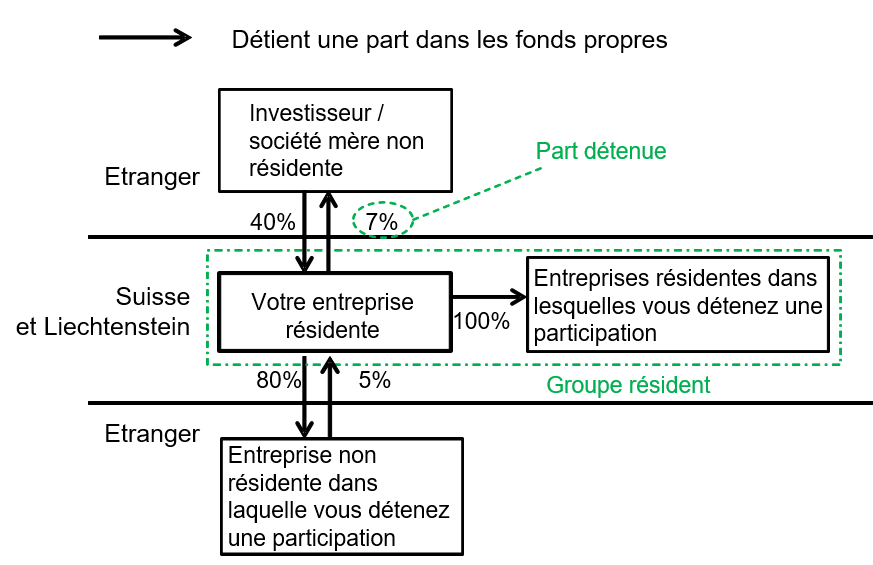 Détient une part dans les fonds propres
Investisseur /
société mère non
résidente
Part détenue
Etranger
40%
7%
Suisse
et Liechtenstein
Votre entreprise
résidente
100%
Entreprises résidentes dans
lesquelles vous détenez une
participation
80%
5%
Groupe résident
Etranger
Entreprise non
résidente dans
laquelle vous détenez
une participation